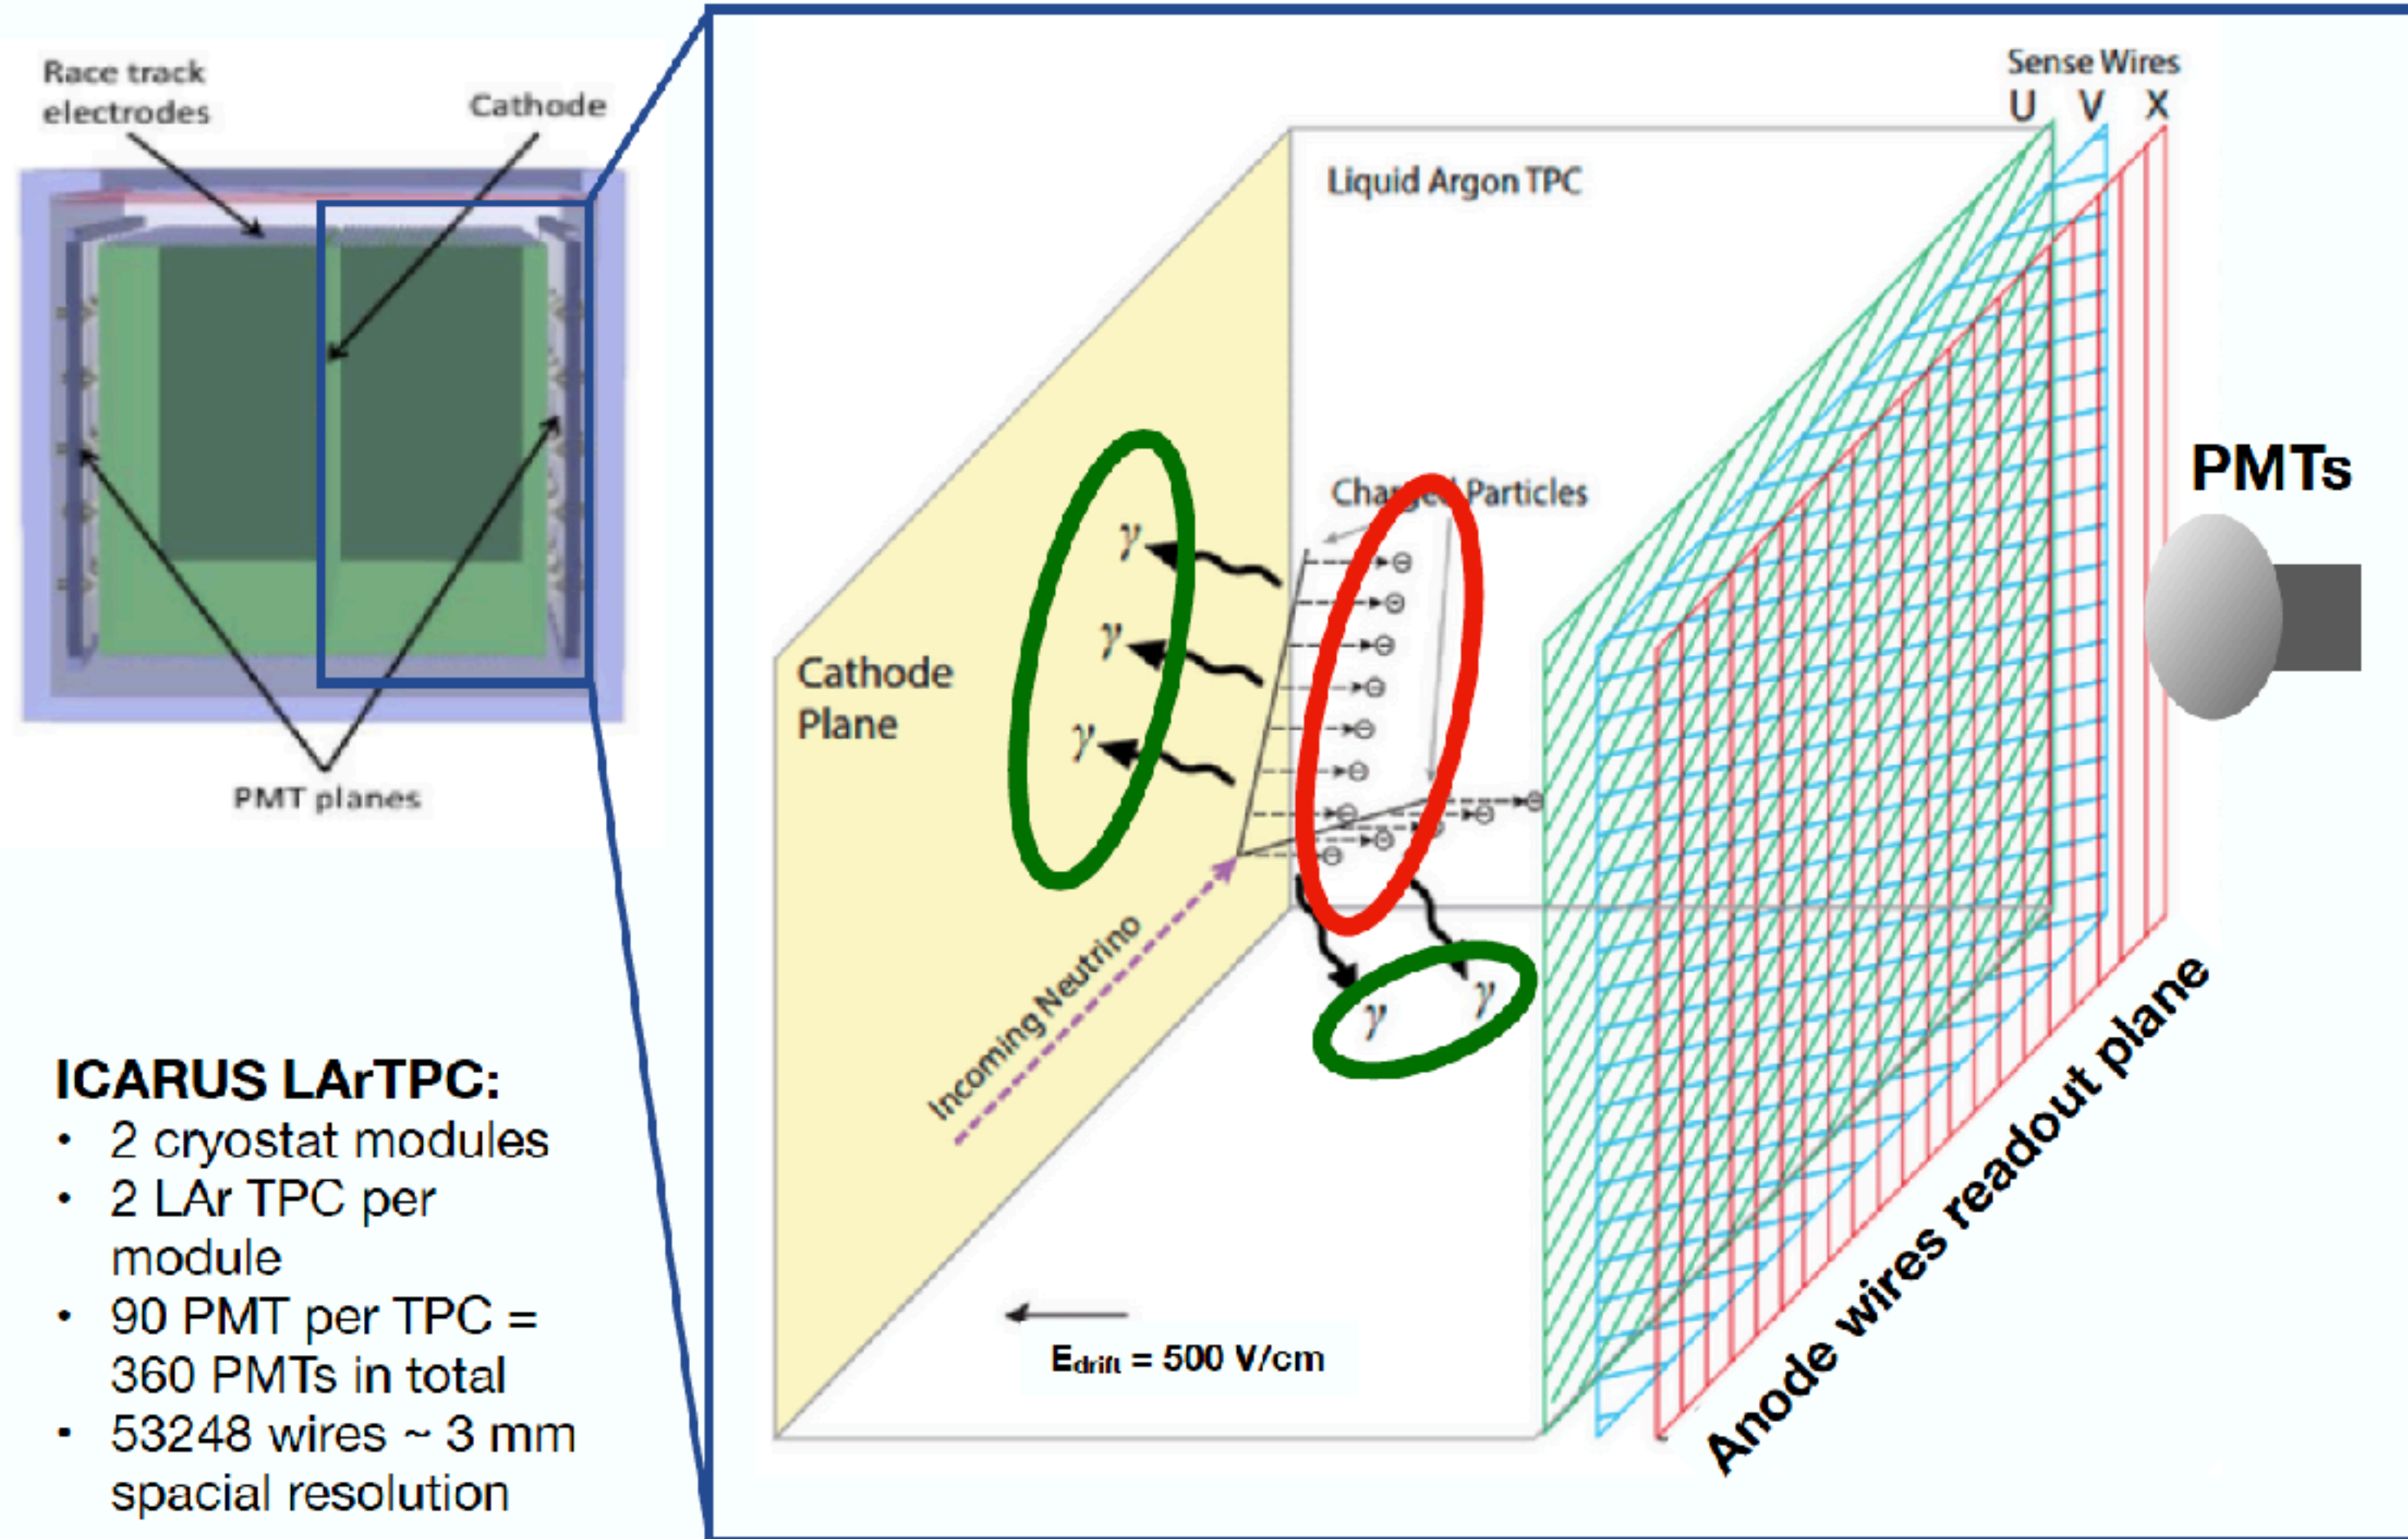 Race track
electrodes
Cathode
PMT planes
ICARUS LArTPC:
• 2 cryostat modules
• 2 LAr TPC per
module
• 90 PMT per TPC =
360 PMTs in total
• 53248 wires ~ 3 mm
spacial resolution
Sense Wires
U V X
Liquid Argon TPC
PMTs
Charged Particles
γ
γ
γ
Cathode
Plane
Incoming Neutrino
γ
γ
Edrift = 500 V/cm
Anode wires readout plane